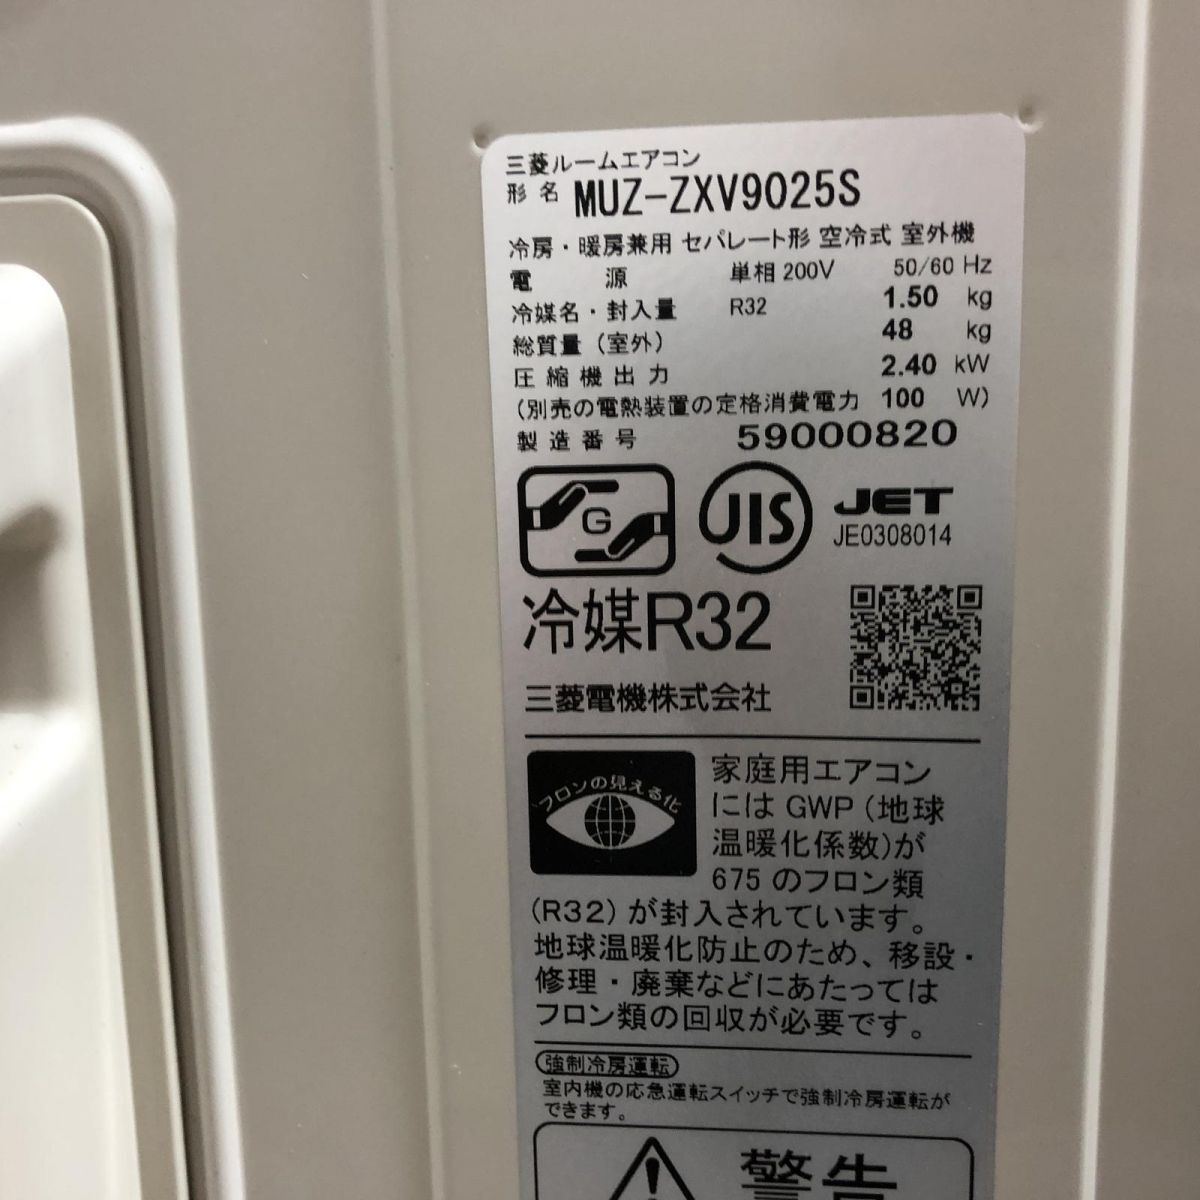 三菱ルームエアコン
形名 MUZ-ZXV9025S
冷房・暖房兼用 セパレート形 空冷式 室外機
電源 単相200V 50/60 Hz
冷媒名・封入量 R32 1.50 kg
総質量(室外) 48 kg
圧縮機出力 2.40 kW
(別売の電熱装置の定格消費電力 100 W)
製造番号 59000820
G
JIS
JET
JE0308014
冷媒R32
三菱電機株式会社
フロンの見える化
家庭用エアコン
にはGWP(地球
温暖化係数)が
675のフロン類
(R32)が封入されています。
地球温暖化防止のため、移設・
修理・廃棄などにあたっては
フロン類の回収が必要です。
強制冷房運転
室内機の応急運転スイッチで強制冷房運転が
できます。
警告